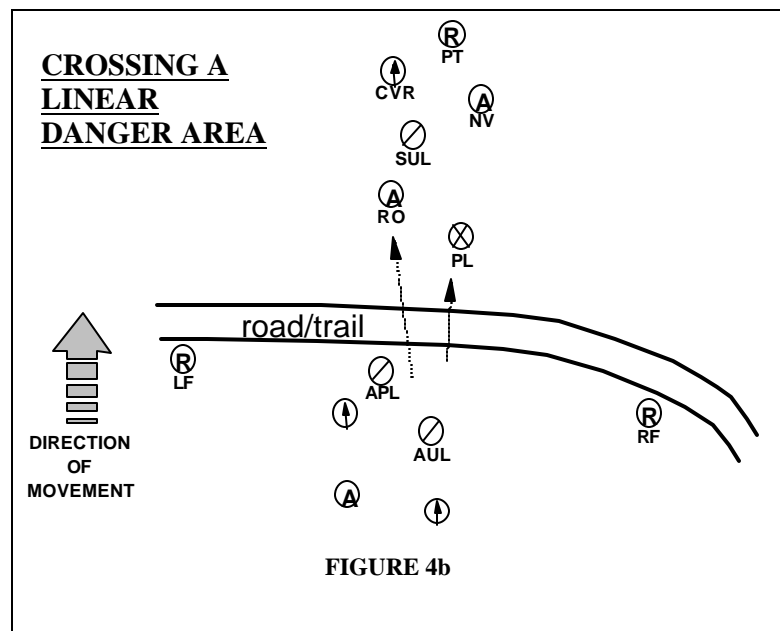 CROSSING A
LINEAR
DANGER AREA
R
PT
CVR
A
NV
SUL
A
RO
PL
road/trail
R
LF
APL
R
RF
AUL
A
DIRECTION
OF
MOVEMENT
FIGURE 4b